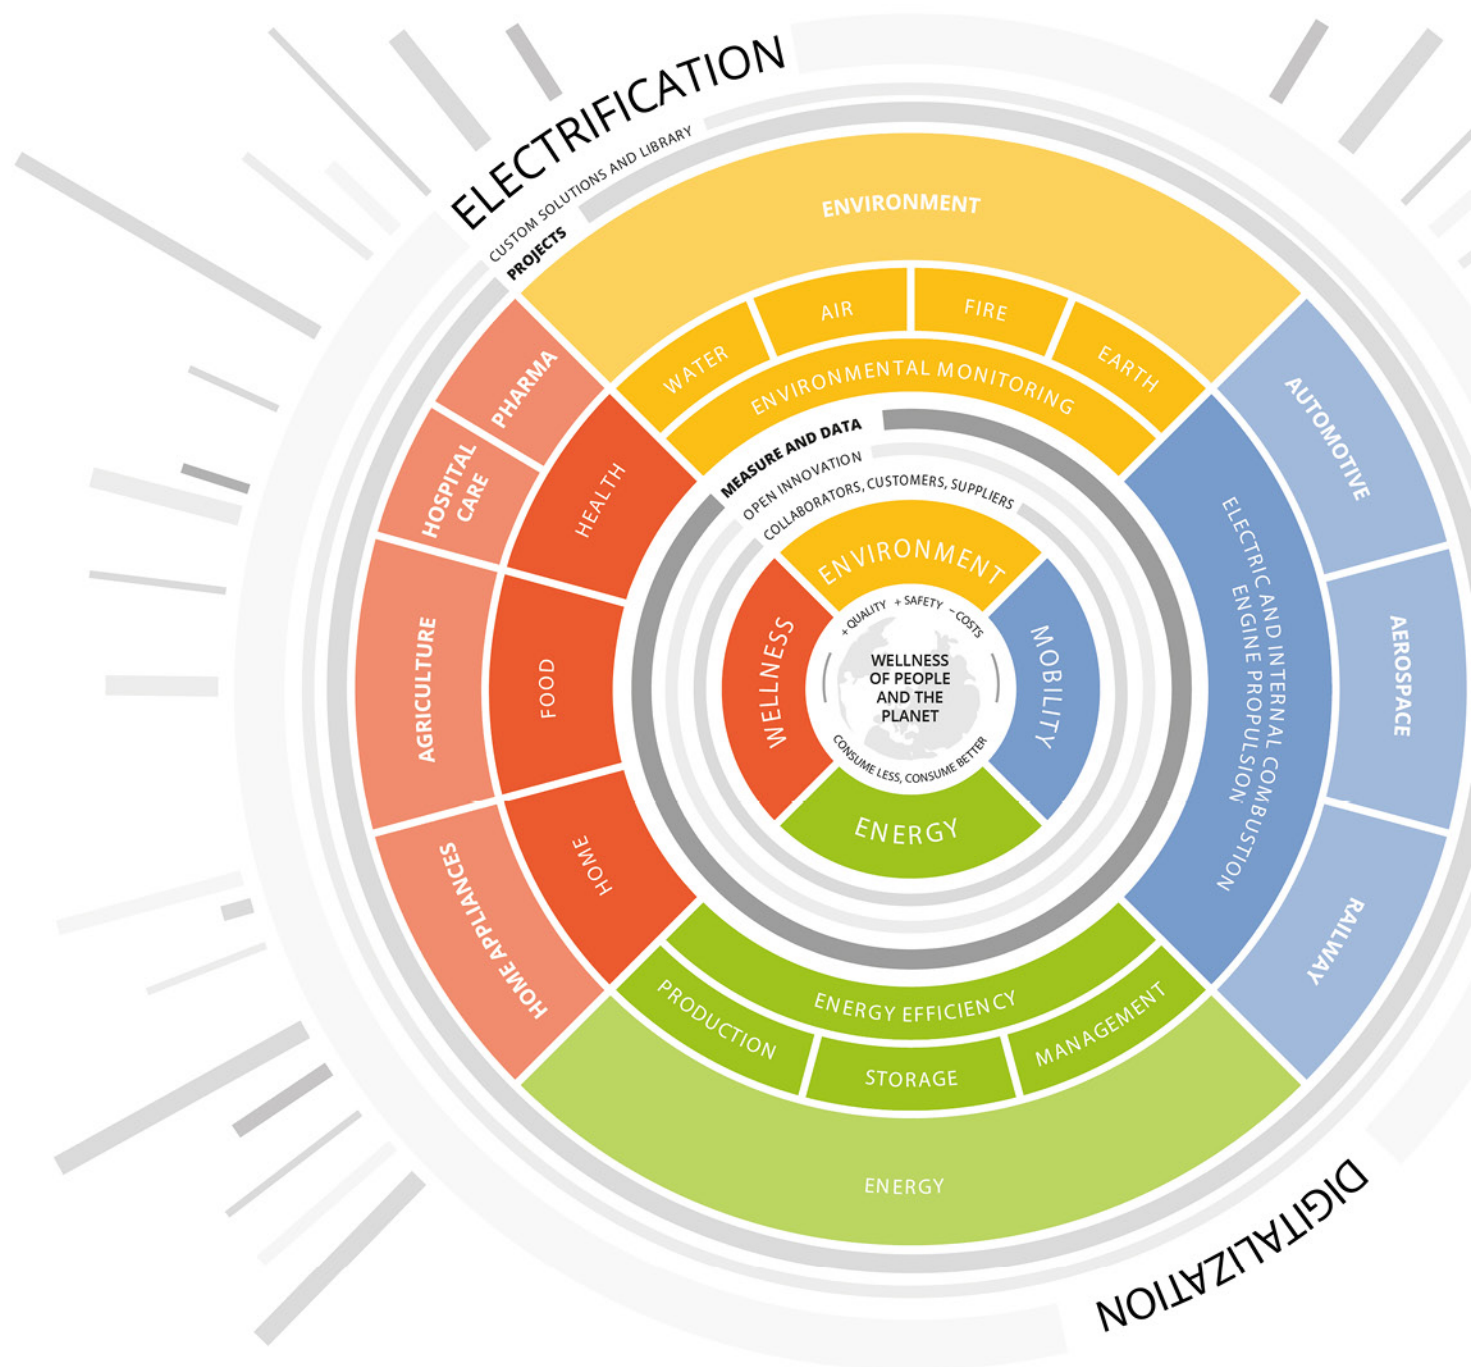 ELECTRIFICATION
CUSTOM SOLUTIONS AND LIBRARY
PROJECTS
ENVIRONMENT
WATER
AIR
FIRE
EARTH
ENVIRONMENTAL MONITORING
PHARMA
HOSPITAL
CARE
AGRICULTURE
HOME APPLIANCES
HEALTH
FOOD
HOME
MEASURE AND DATA
OPEN INNOVATION
COLLABORATORS, CUSTOMERS, SUPPLIERS
ENVIRONMENT
WELLNESS
MOBILITY
ENERGY
+ QUALITY + SAFETY – COSTS
WELLNESS
OF PEOPLE
AND THE
PLANET
CONSUME LESS, CONSUME BETTER
ELECTRIC AND INTERNAL COMBUSTION
ENGINE PROPULSION
AUTOMOTIVE
AEROSPACE
RAILWAY
ENERGY EFFICIENCY
PRODUCTION
STORAGE
MANAGEMENT
ENERGY
DIGITALIZATION